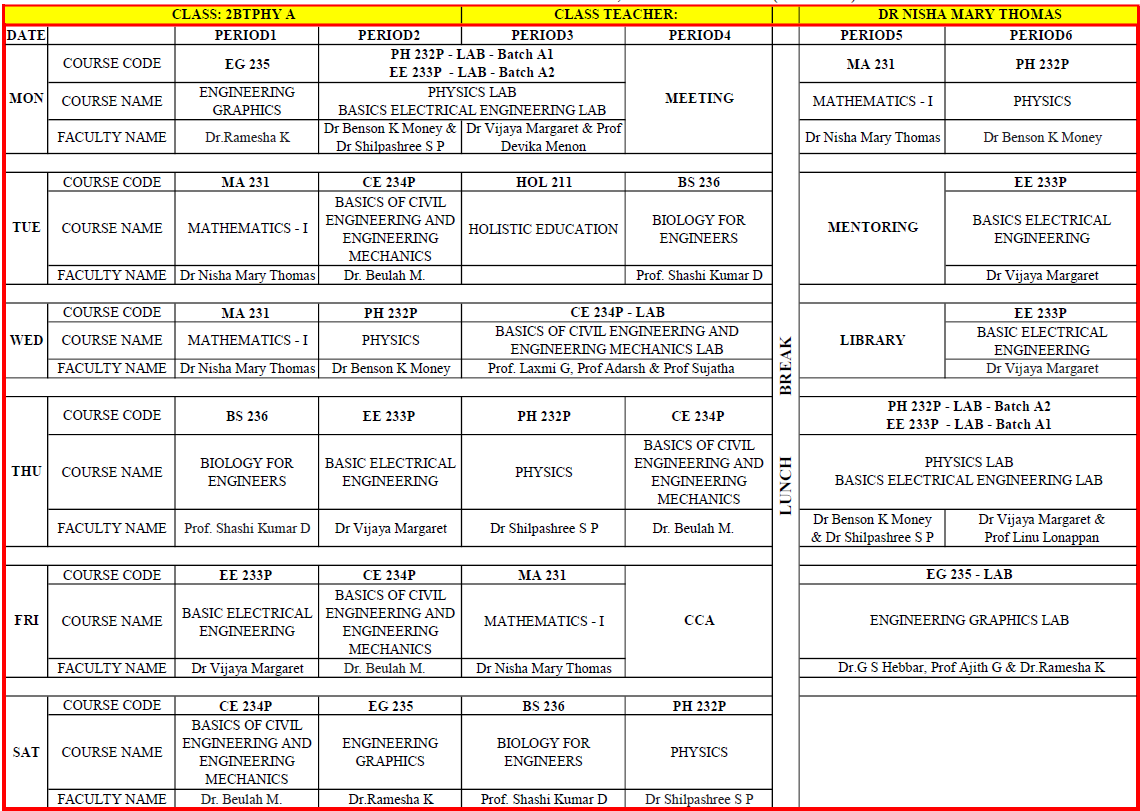 CLASS: 2BTPHY A CLASS TEACHER: DR NISHA MARY THOMAS
DATE PERIOD1 PERIOD2 PERIOD3 PERIOD4 PERIOD5 PERIOD6
MON
COURSE CODE EG 235 PH 232P - LAB - Batch A1
EE 233P - LAB - Batch A2
MEETING
MA 231 PH 232P
COURSE NAME ENGINEERING
GRAPHICS
PHYSICS LAB
BASICS ELECTRICAL ENGINEERING LAB
MATHEMATICS - I PHYSICS
FACULTY NAME Dr.Ramesha K Dr Benson K Money &
Dr Shilpashree S P
Dr Vijaya Margaret & Prof
Devika Menon
Dr Nisha Mary Thomas Dr Benson K Money
TUE
COURSE CODE MA 231 CE 234P HOL 211 BS 236 MENTORING EE 233P
COURSE NAME MATHEMATICS - I BASICS OF CIVIL
ENGINEERING AND
ENGINEERING
MECHANICS
HOLISTIC EDUCATION BIOLOGY FOR
ENGINEERS
BASICS ELECTRICAL
ENGINEERING
FACULTY NAME Dr Nisha Mary Thomas Dr. Beulah M. Prof. Shashi Kumar D Dr Vijaya Margaret
WED
COURSE CODE MA 231 PH 232P CE 234P - LAB LIBRARY EE 233P
COURSE NAME MATHEMATICS - I PHYSICS BASICS OF CIVIL ENGINEERING AND
ENGINEERING MECHANICS LAB
BASIC ELECTRICAL
ENGINEERING
FACULTY NAME Dr Nisha Mary Thomas Dr Benson K Money Prof. Laxmi G, Prof Adarsh & Prof Sujatha Dr Vijaya Margaret
LUNCH BREAK
THU
COURSE CODE BS 236 EE 233P PH 232P CE 234P PH 232P - LAB - Batch A2
EE 233P - LAB - Batch A1
COURSE NAME BIOLOGY FOR
ENGINEERS
BASIC ELECTRICAL
ENGINEERING
PHYSICS
BASICS OF CIVIL
ENGINEERING AND
ENGINEERING
MECHANICS
PHYSICS LAB
BASICS ELECTRICAL ENGINEERING LAB
FACULTY NAME Prof. Shashi Kumar D Dr Vijaya Margaret Dr Shilpashree S P Dr. Beulah M. Dr Benson K Money
& Dr Shilpashree S P
Dr Vijaya Margaret &
Prof Linu Lonappan
FRI
COURSE CODE EE 233P CE 234P MA 231 CCA EG 235 - LAB
COURSE NAME BASIC ELECTRICAL
ENGINEERING
BASICS OF CIVIL
ENGINEERING AND
ENGINEERING
MECHANICS
MATHEMATICS - I ENGINEERING GRAPHICS LAB
FACULTY NAME Dr Vijaya Margaret Dr. Beulah M. Dr Nisha Mary Thomas Dr.G S Hebbar, Prof Ajith G & Dr.Ramesha K
SAT
COURSE CODE CE 234P EG 235 BS 236 PH 232P
COURSE NAME BASICS OF CIVIL
ENGINEERING AND
ENGINEERING
MECHANICS
ENGINEERING
GRAPHICS
BIOLOGY FOR
ENGINEERS
PHYSICS
FACULTY NAME Dr. Beulah M. Dr.Ramesha K Prof. Shashi Kumar D Dr Shilpashree S P